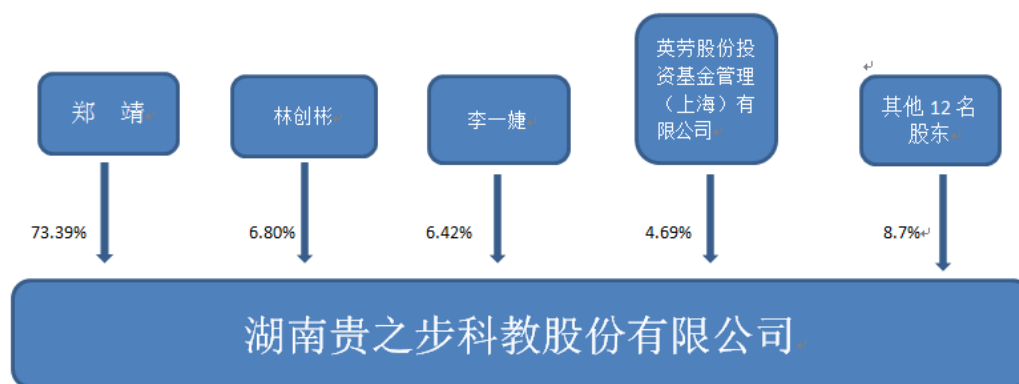 郑 靖
林创彬
李一婕
英劳股份投
资基金管理
（上海）有
限公司
其他 12 名
股东
73.39%
6.80%
6.42%
4.69%
8.7%
湖南贵之步科教股份有限公司